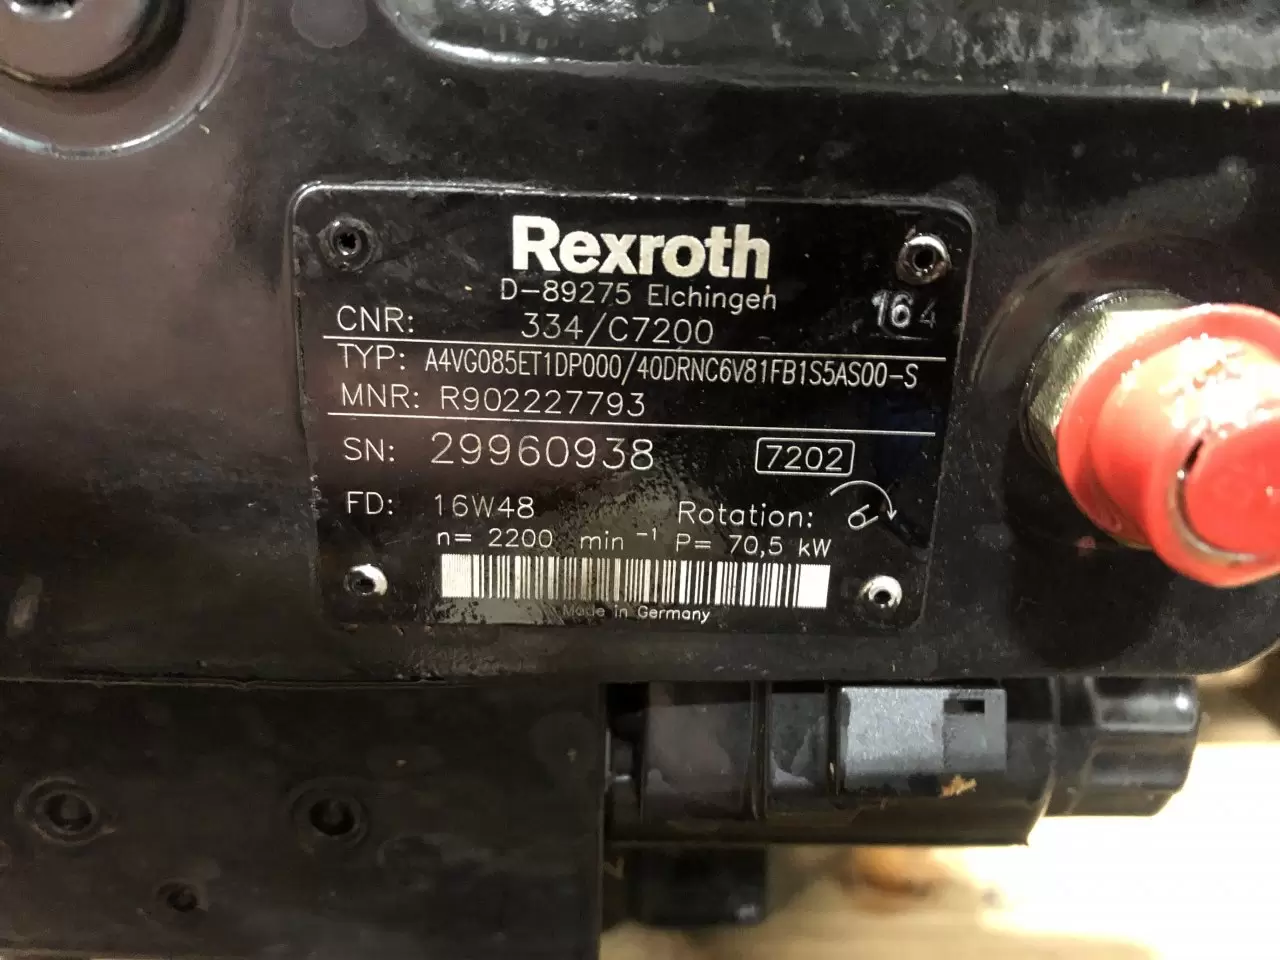 Rexroth
D-89275 Elchingen
164
CNR: 334/C7200
TYP: A4VG085ET1DP000/40DRNC6V81FB1S5AS00-S
MNR: R902227793
SN: 29960938 7202
FD: 16W48 Rotation:
n= 2200 min⁻¹ P= 70,5 kW
Made in Germany